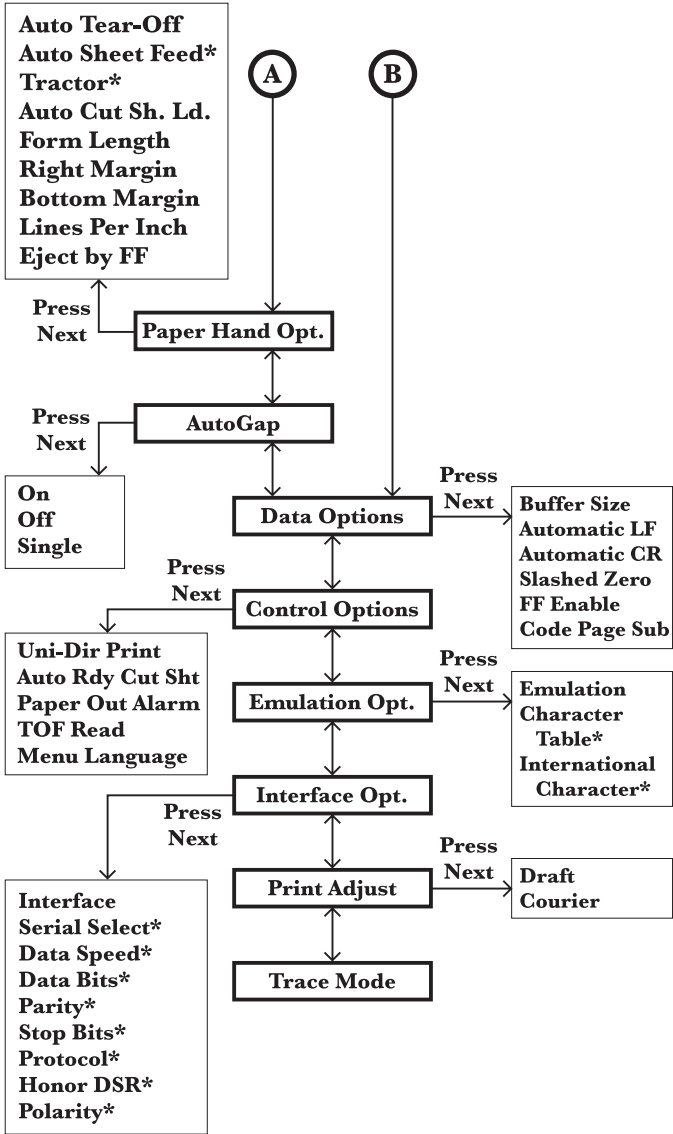 Auto Tear-Off
Auto Sheet Feed*
Tractor*
Auto Cut Sh. Ld.
Form Length
Right Margin
Bottom Margin
Lines Per Inch
Eject by FF
A
B
Press
Next
Paper Hand Opt.
Press
Next
AutoGap
On
Off
Single
Data Options
Press
Next
Buffer Size
Automatic LF
Automatic CR
Slashed Zero
FF Enable
Code Page Sub
Press
Next
Control Options
Uni-Dir Print
Auto Rdy Cut Sht
Paper Out Alarm
TOF Read
Menu Language
Emulation Opt.
Press
Next
Emulation
Character
Table*
International
Character*
Interface Opt.
Press
Next
Interface
Serial Select*
Data Speed*
Data Bits*
Parity*
Stop Bits*
Protocol*
Honor DSR*
Polarity*
Print Adjust
Press
Next
Draft
Courier
Trace Mode